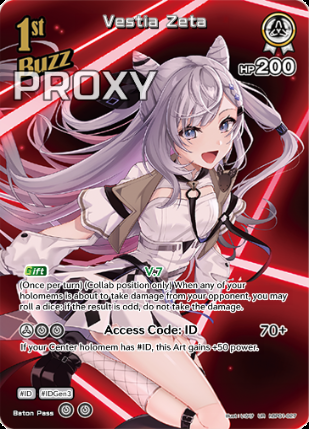 Vestia Zeta
1st
Buzz
HP200
PROXY
Gift
V.7
(Once per turn) (Collab position only) When any of your
holomems is about to take damage from your opponent, you may
roll a dice: if the result is odd, do not take the damage.
Access Code: ID
70+
If your Center holomem has #ID, this Art gains +50 power.
#ID
#IDGen3
Baton Pass